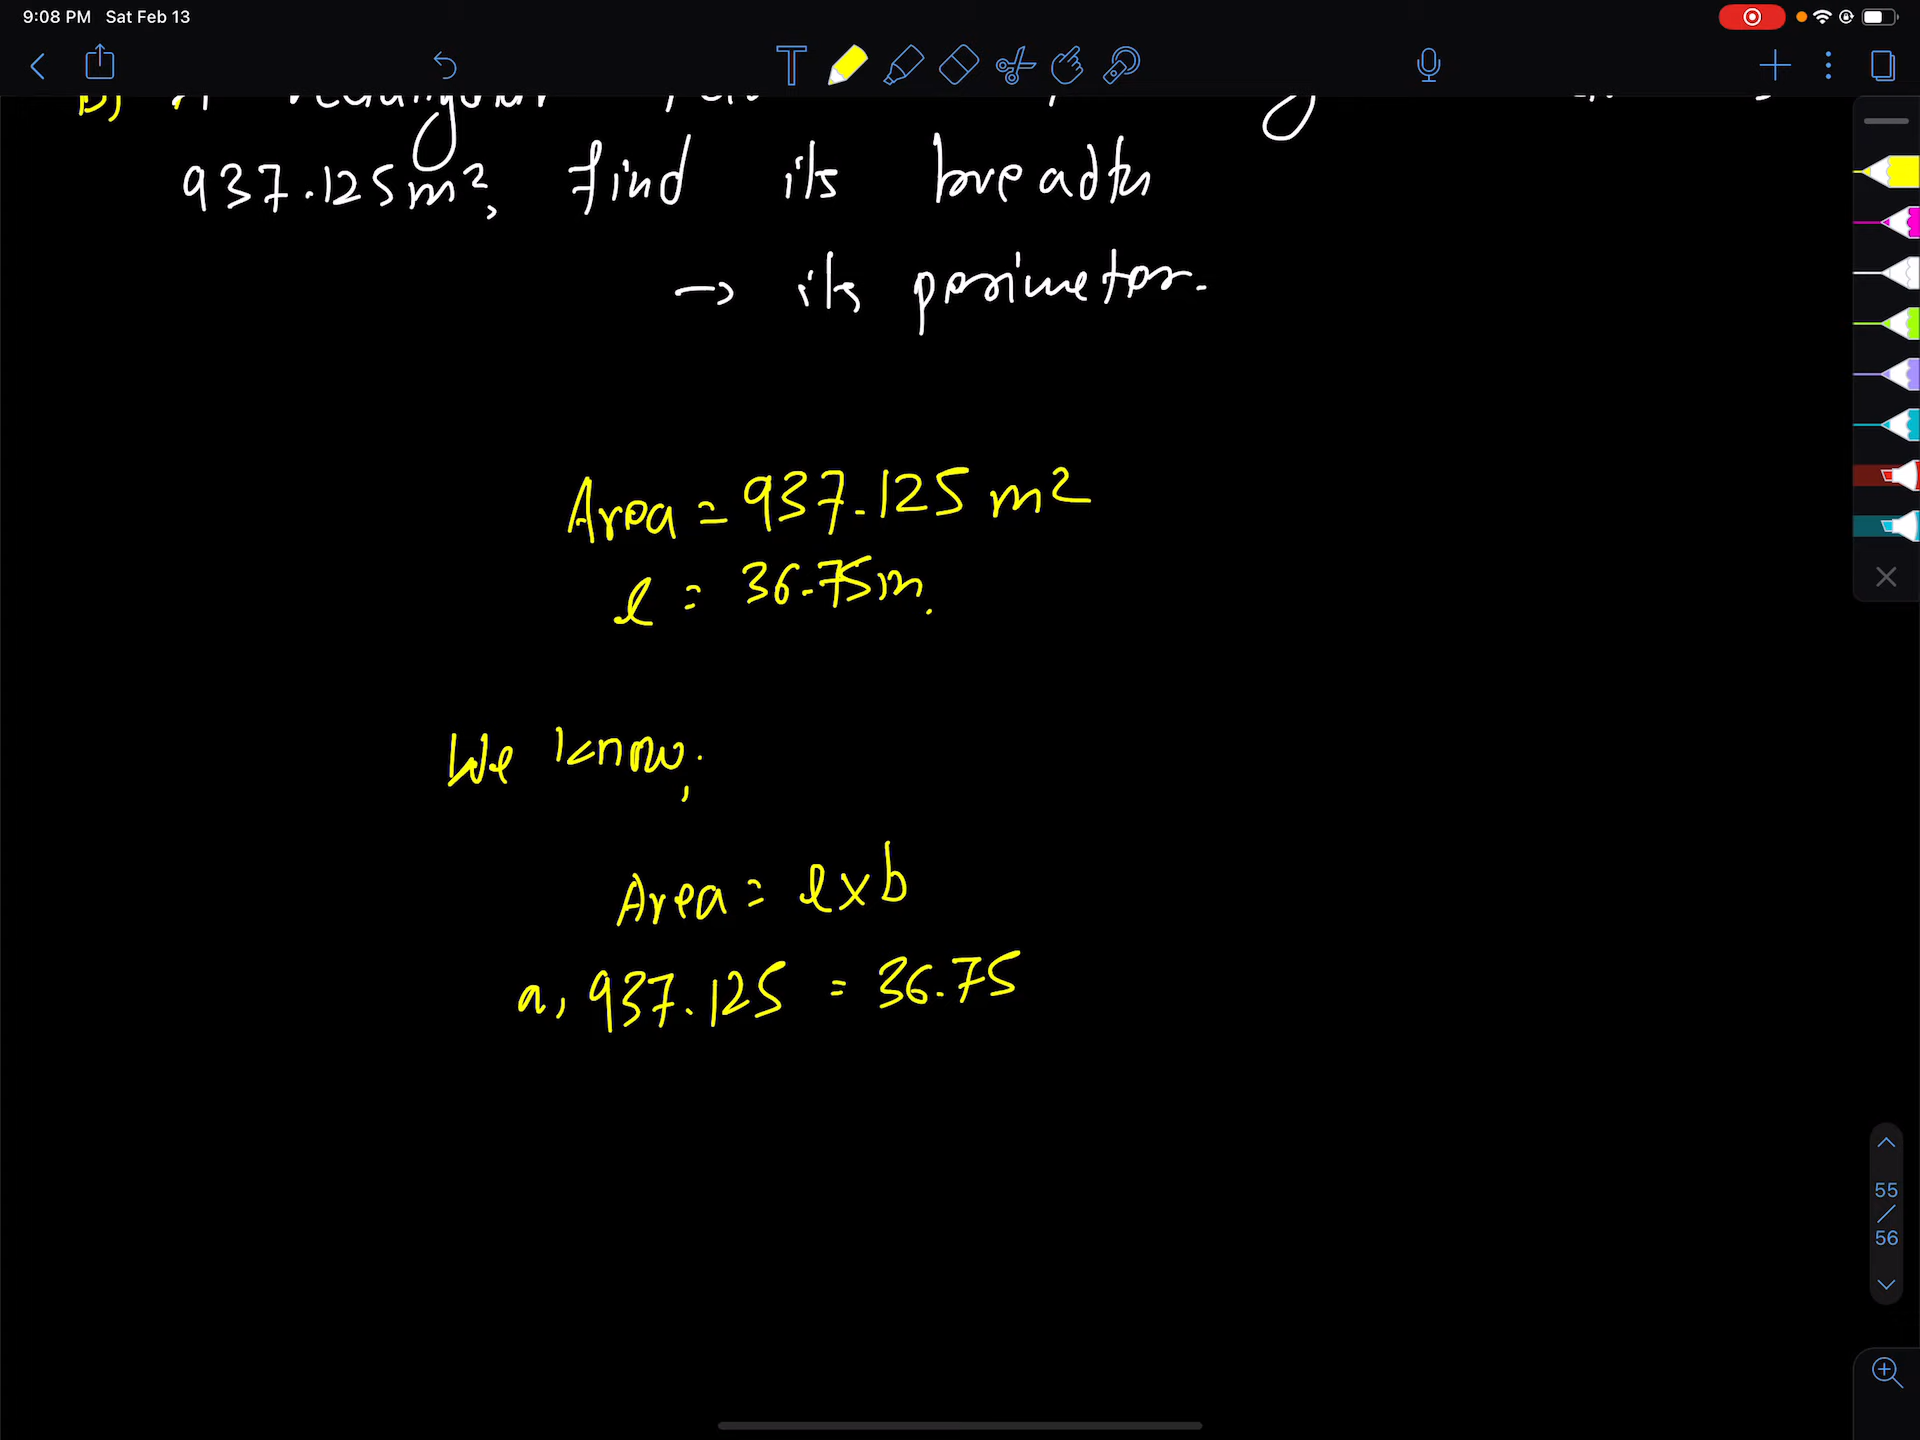 9:08 PM Sat Feb 13
B) A rectangular
937.125m², find its breadth
→ its perimeter.
Area = 937.125 m²
l = 36.75m.
We know,
Area = l×b
a, 937.125 = 36.75
55
/
56